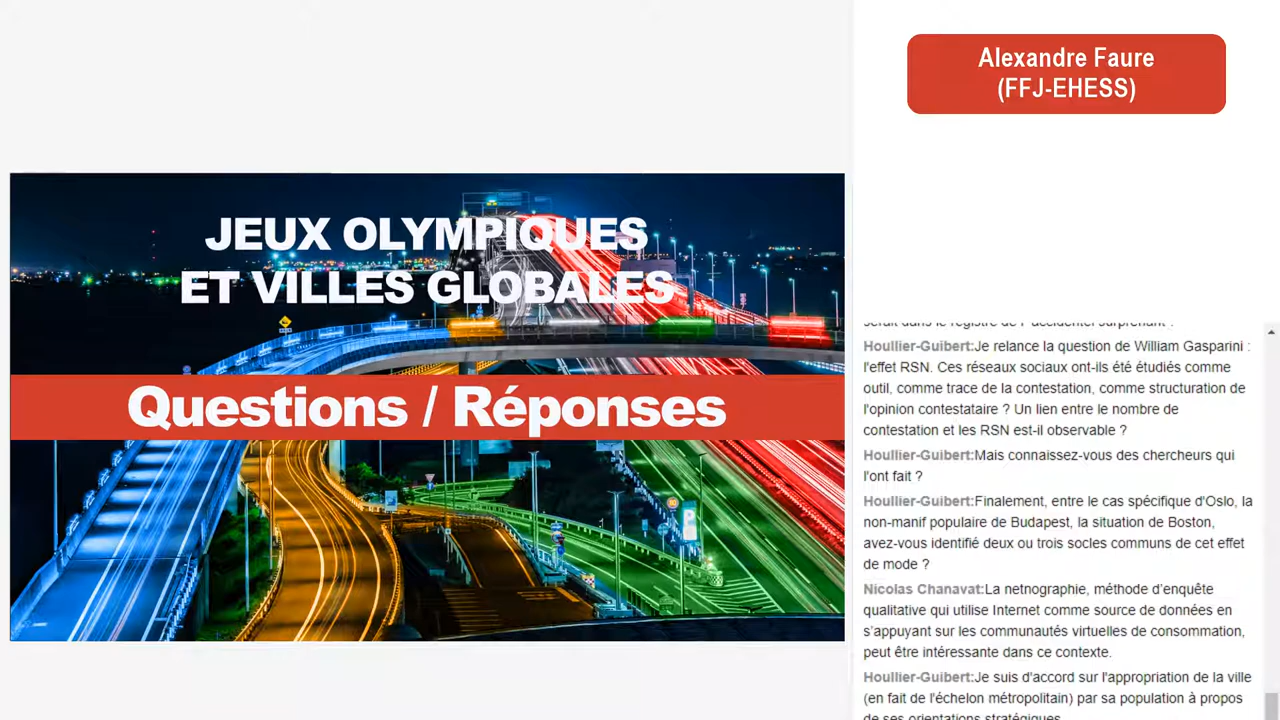 Alexandre Faure
(FFJ-EHESS)
JEUX OLYMPIQUES
ET VILLES GLOBALES
Questions / Réponses
Houllier-Guibert:Je relance la question de William Gasparini :
l'effet RSN. Ces réseaux sociaux ont-ils été étudiés comme
outil, comme trace de la contestation, comme structuration de
l'opinion contestataire ? Un lien entre le nombre de
contestation et les RSN est-il observable ?
Houllier-Guibert:Mais connaissez-vous des chercheurs qui
l'ont fait ?
Houllier-Guibert:Finalement, entre le cas spécifique d'Oslo, la
non-manif populaire de Budapest, la situation de Boston,
avez-vous identifié deux ou trois socles communs de cet effet
de mode ?
Nicolas Chanavat:La netnographie, méthode d'enquête
qualitative qui utilise Internet comme source de données en
s'appuyant sur les communautés virtuelles de consommation,
peut être intéressante dans ce contexte.
Houllier-Guibert:Je suis d'accord sur l'appropriation de la ville
(en fait de l'échelon métropolitain) par sa population à propos
de ses orientations stratégiques